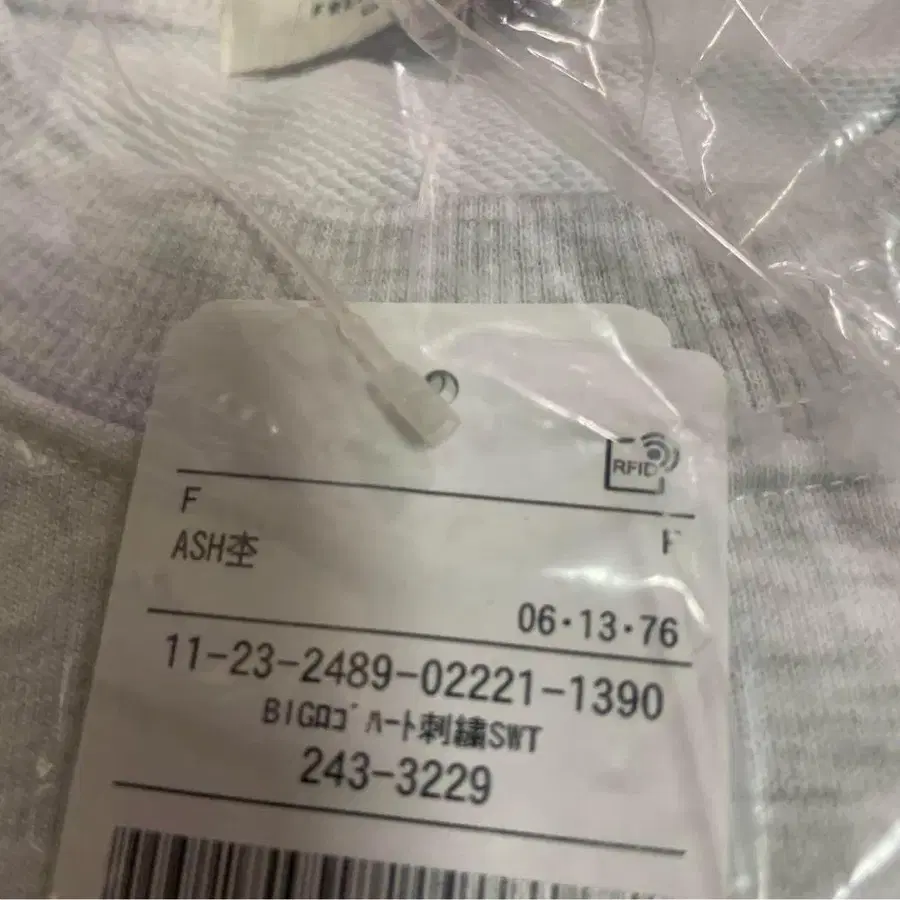 RFID
F
F
ASH杢
06・13・76
11-23-2489-02221-1390
BIGﾛｺﾞﾊｰﾄ刺繍SWT
243-3229